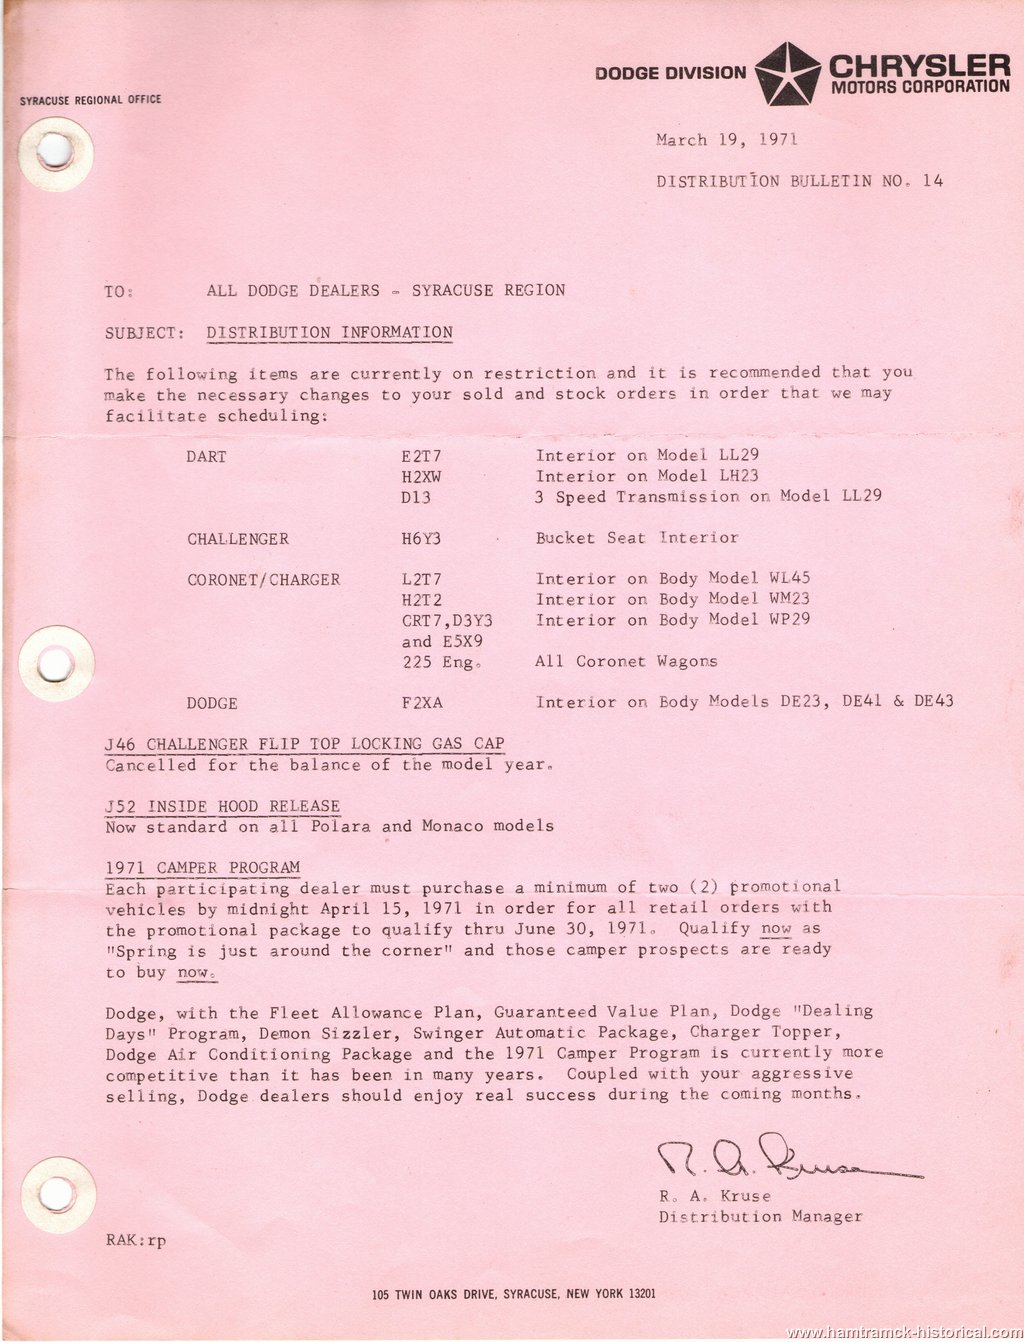 DODGE DIVISION CHRYSLER
MOTORS CORPORATION
SYRACUSE REGIONAL OFFICE
March 19, 1971
DISTRIBUTION BULLETIN NO. 14
TO: ALL DODGE DEALERS - SYRACUSE REGION
SUBJECT: DISTRIBUTION INFORMATION
The following items are currently on restriction and it is recommended that you
make the necessary changes to your sold and stock orders in order that we may
facilitate scheduling:
DART E2T7 Interior on Model LL29
H2XW Interior on Model LH23
D13 3 Speed Transmission on Model LL29
CHALLENGER H6Y3 Bucket Seat Interior
CORONET/CHARGER L2T7 Interior on Body Model WL45
H2T2 Interior on Body Model WM23
CRT7,D3Y3 Interior on Body Model WP29
and E5X9
225 Eng. All Coronet Wagons
DODGE F2XA Interior on Body Models DE23, DE41 & DE43
J46 CHALLENGER FLIP TOP LOCKING GAS CAP
Cancelled for the balance of the model year.
J52 INSIDE HOOD RELEASE
Now standard on all Polara and Monaco models
1971 CAMPER PROGRAM
Each participating dealer must purchase a minimum of two (2) promotional
vehicles by midnight April 15, 1971 in order for all retail orders with
the promotional package to qualify thru June 30, 1971. Qualify now as
"Spring is just around the corner" and those camper prospects are ready
to buy now.
Dodge, with the Fleet Allowance Plan, Guaranteed Value Plan, Dodge "Dealing
Days" Program, Demon Sizzler, Swinger Automatic Package, Charger Topper,
Dodge Air Conditioning Package and the 1971 Camper Program is currently more
competitive than it has been in many years. Coupled with your aggressive
selling, Dodge dealers should enjoy real success during the coming months.
R. A. Kruse
R. A. Kruse
Distribution Manager
RAK:rp
105 TWIN OAKS DRIVE, SYRACUSE, NEW YORK 13201
www.hamtramck-historical.com